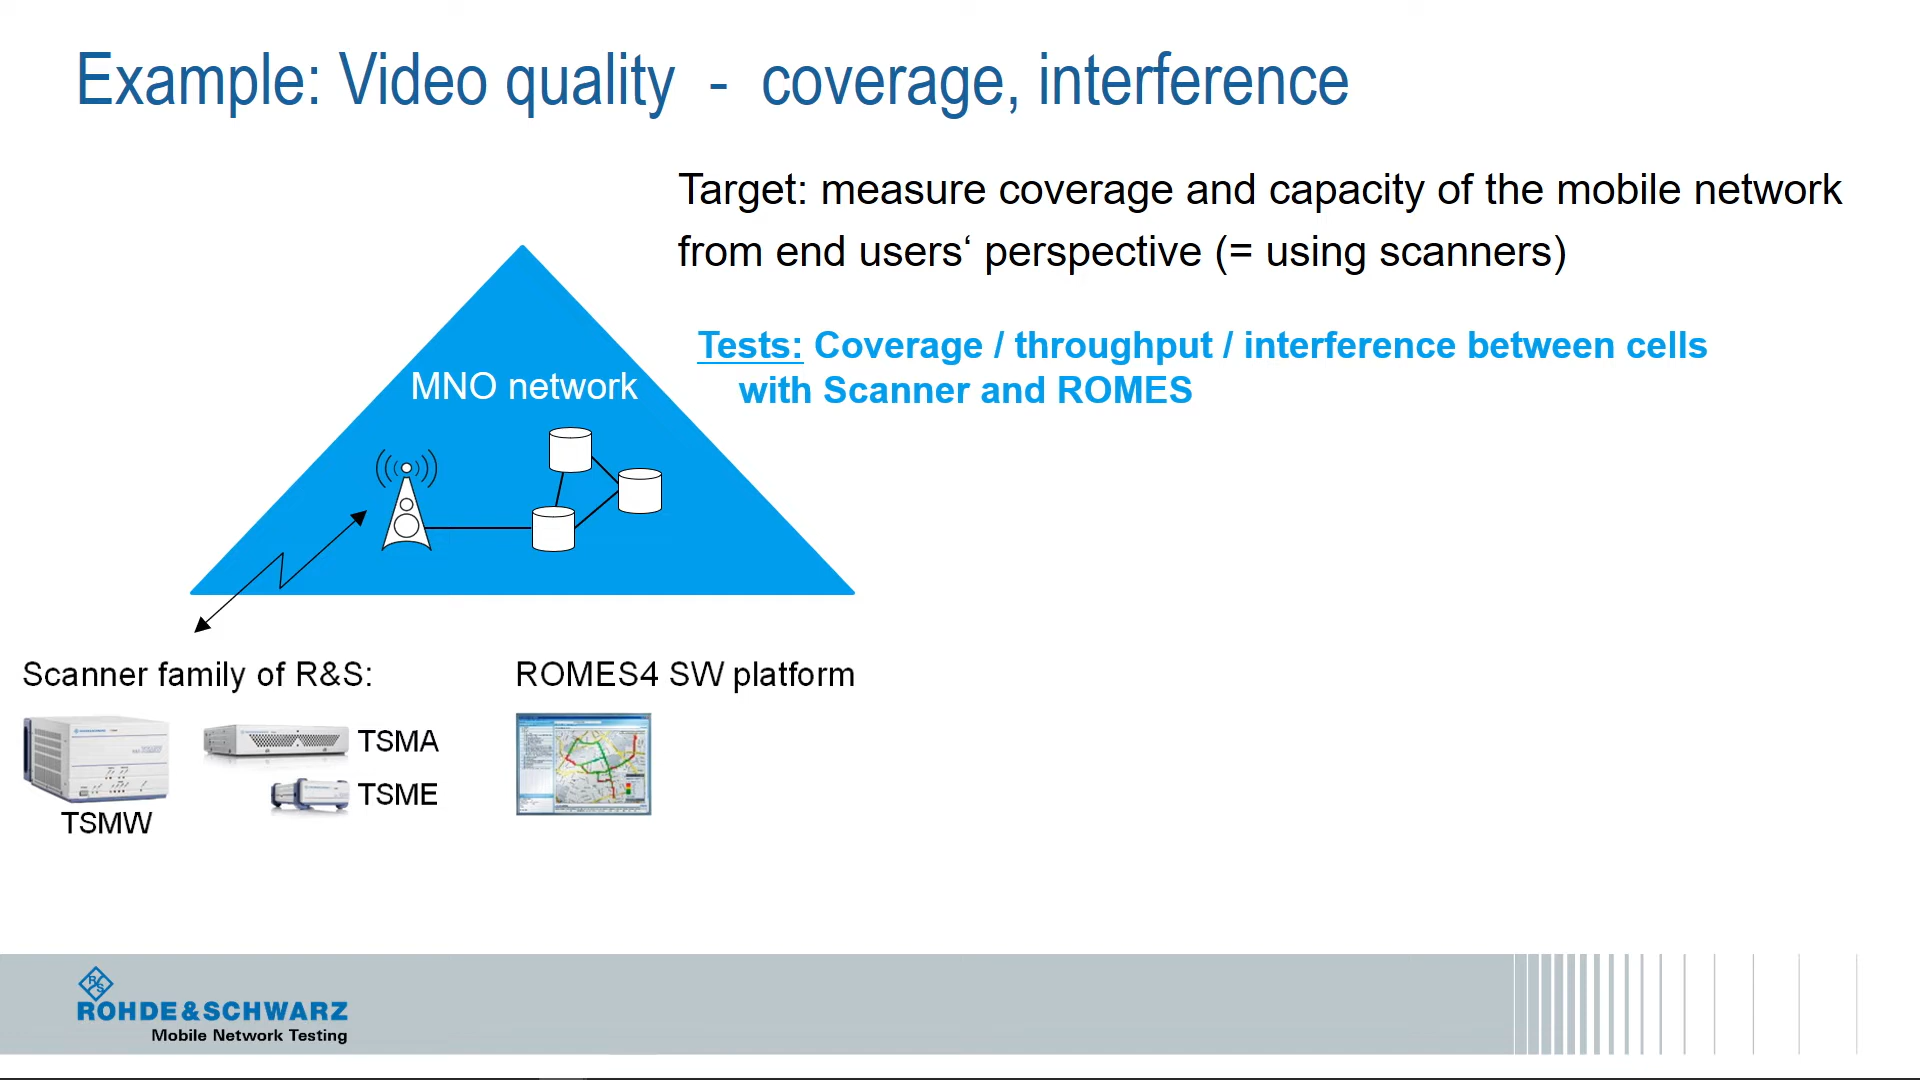 Example: Video quality - coverage, interference
Target: measure coverage and capacity of the mobile network
from end users‘ perspective (= using scanners)
Tests: Coverage / throughput / interference between cells
with Scanner and ROMES
MNO network
Scanner family of R&S:
ROMES4 SW platform
TSMA
TSME
TSMW
R&S
ROHDE&SCHWARZ
Mobile Network Testing